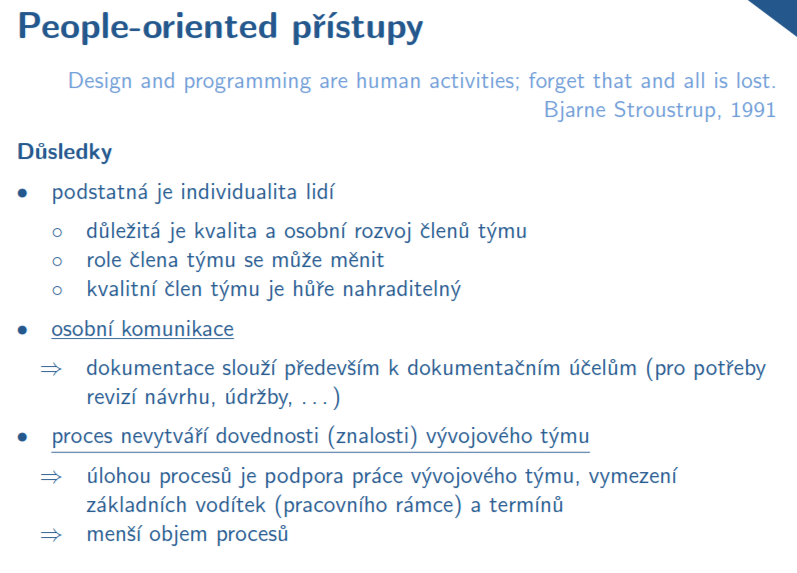 People-oriented přístupy
Design and programming are human activities; forget that and all is lost.
Bjarne Stroustrup, 1991
Důsledky
• podstatná je individualita lidí
○ důležitá je kvalita a osobní rozvoj členů týmu
○ role člena týmu se může měnit
○ kvalitní člen týmu je hůře nahraditelný
• osobní komunikace
⇒ dokumentace slouží především k dokumentačním účelům (pro potřeby
revizí návrhu, údržby, ...)
• proces nevytváří dovednosti (znalosti) vývojového týmu
⇒ úlohou procesů je podpora práce vývojového týmu, vymezení
základních vodítek (pracovního rámce) a termínů
⇒ menší objem procesů